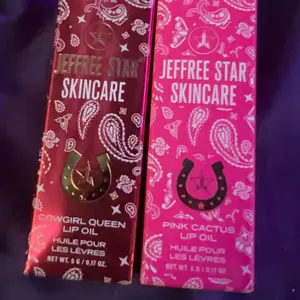 JEFFREE STAR
SKINCARE
COWGIRL QUEEN
LIP OIL
HUILE POUR
LES LÈVRES
NET WT. 5 G / 0.17 OZ.
JEFFREE STAR
SKINCARE
PINK CACTUS
LIP OIL
HUILE POUR
LES LÈVRES
NET WT. 5 G / 0.17 OZ.